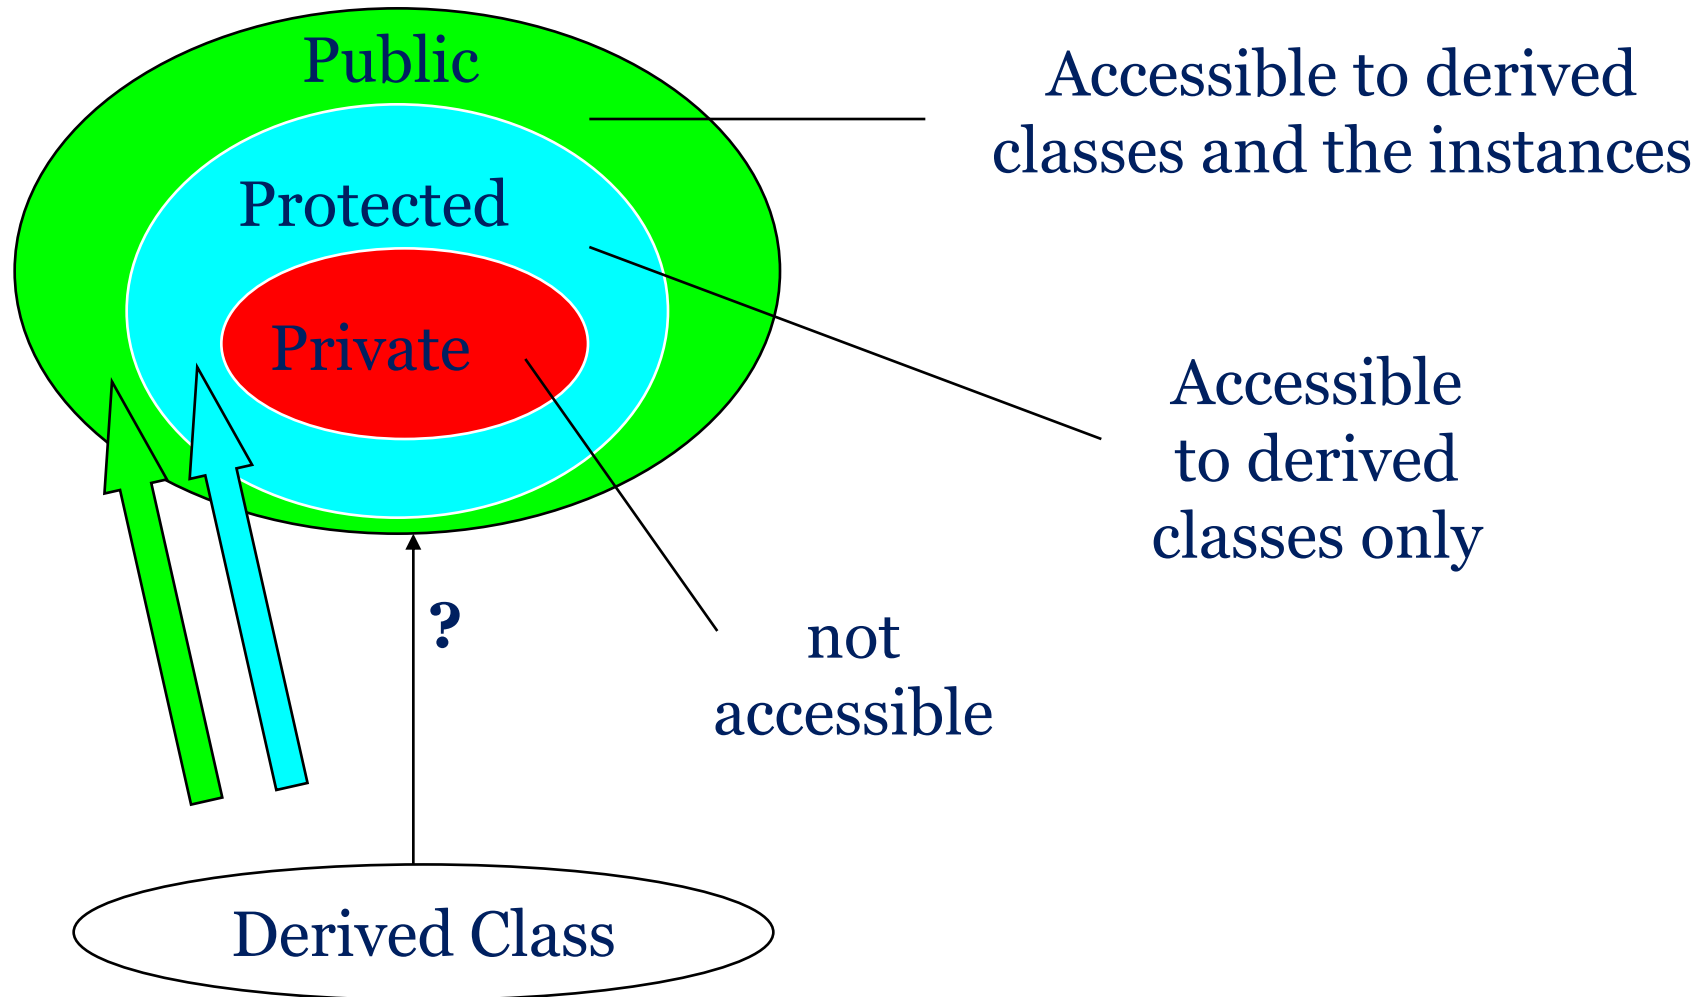 Public
Accessible to derived
classes and the instances
Protected
Private
Accessible
to derived
classes only
?
not
accessible
Derived Class